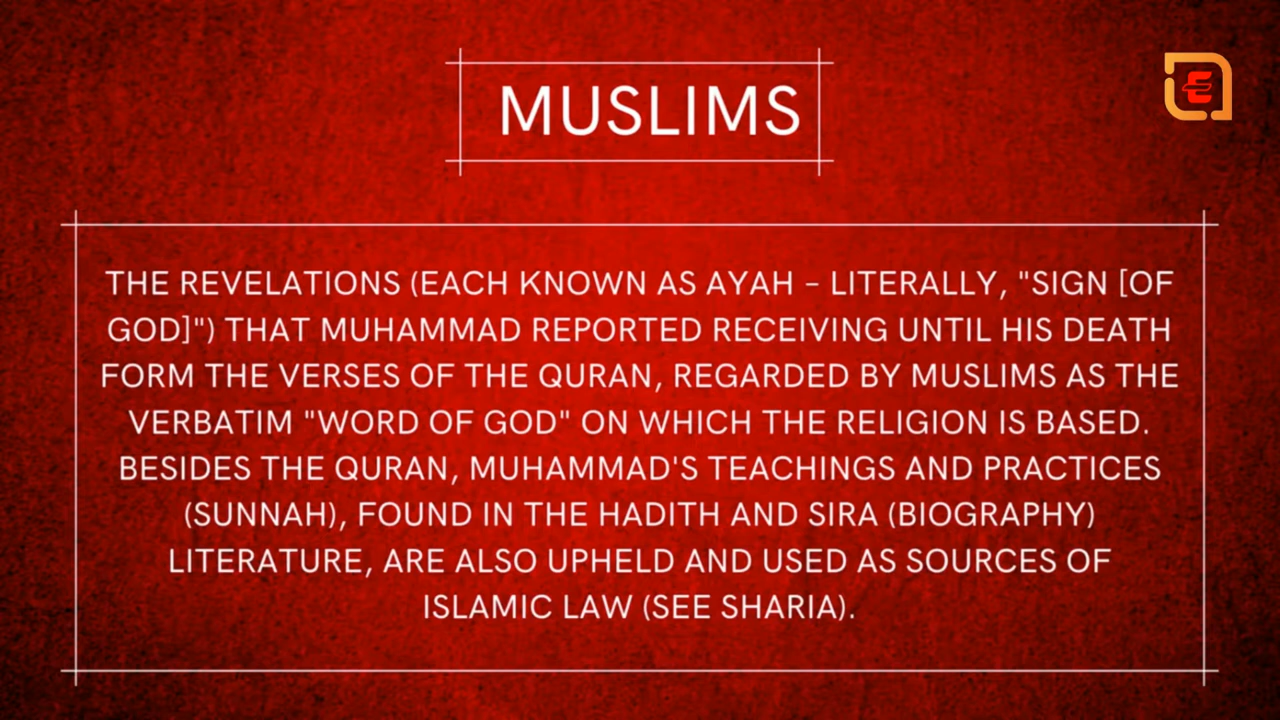 MUSLIMS
E
THE REVELATIONS (EACH KNOWN AS AYAH – LITERALLY, "SIGN [OF
GOD]") THAT MUHAMMAD REPORTED RECEIVING UNTIL HIS DEATH
FORM THE VERSES OF THE QURAN, REGARDED BY MUSLIMS AS THE
VERBATIM "WORD OF GOD" ON WHICH THE RELIGION IS BASED.
BESIDES THE QURAN, MUHAMMAD'S TEACHINGS AND PRACTICES
(SUNNAH), FOUND IN THE HADITH AND SIRA (BIOGRAPHY)
LITERATURE, ARE ALSO UPHELD AND USED AS SOURCES OF
ISLAMIC LAW (SEE SHARIA).